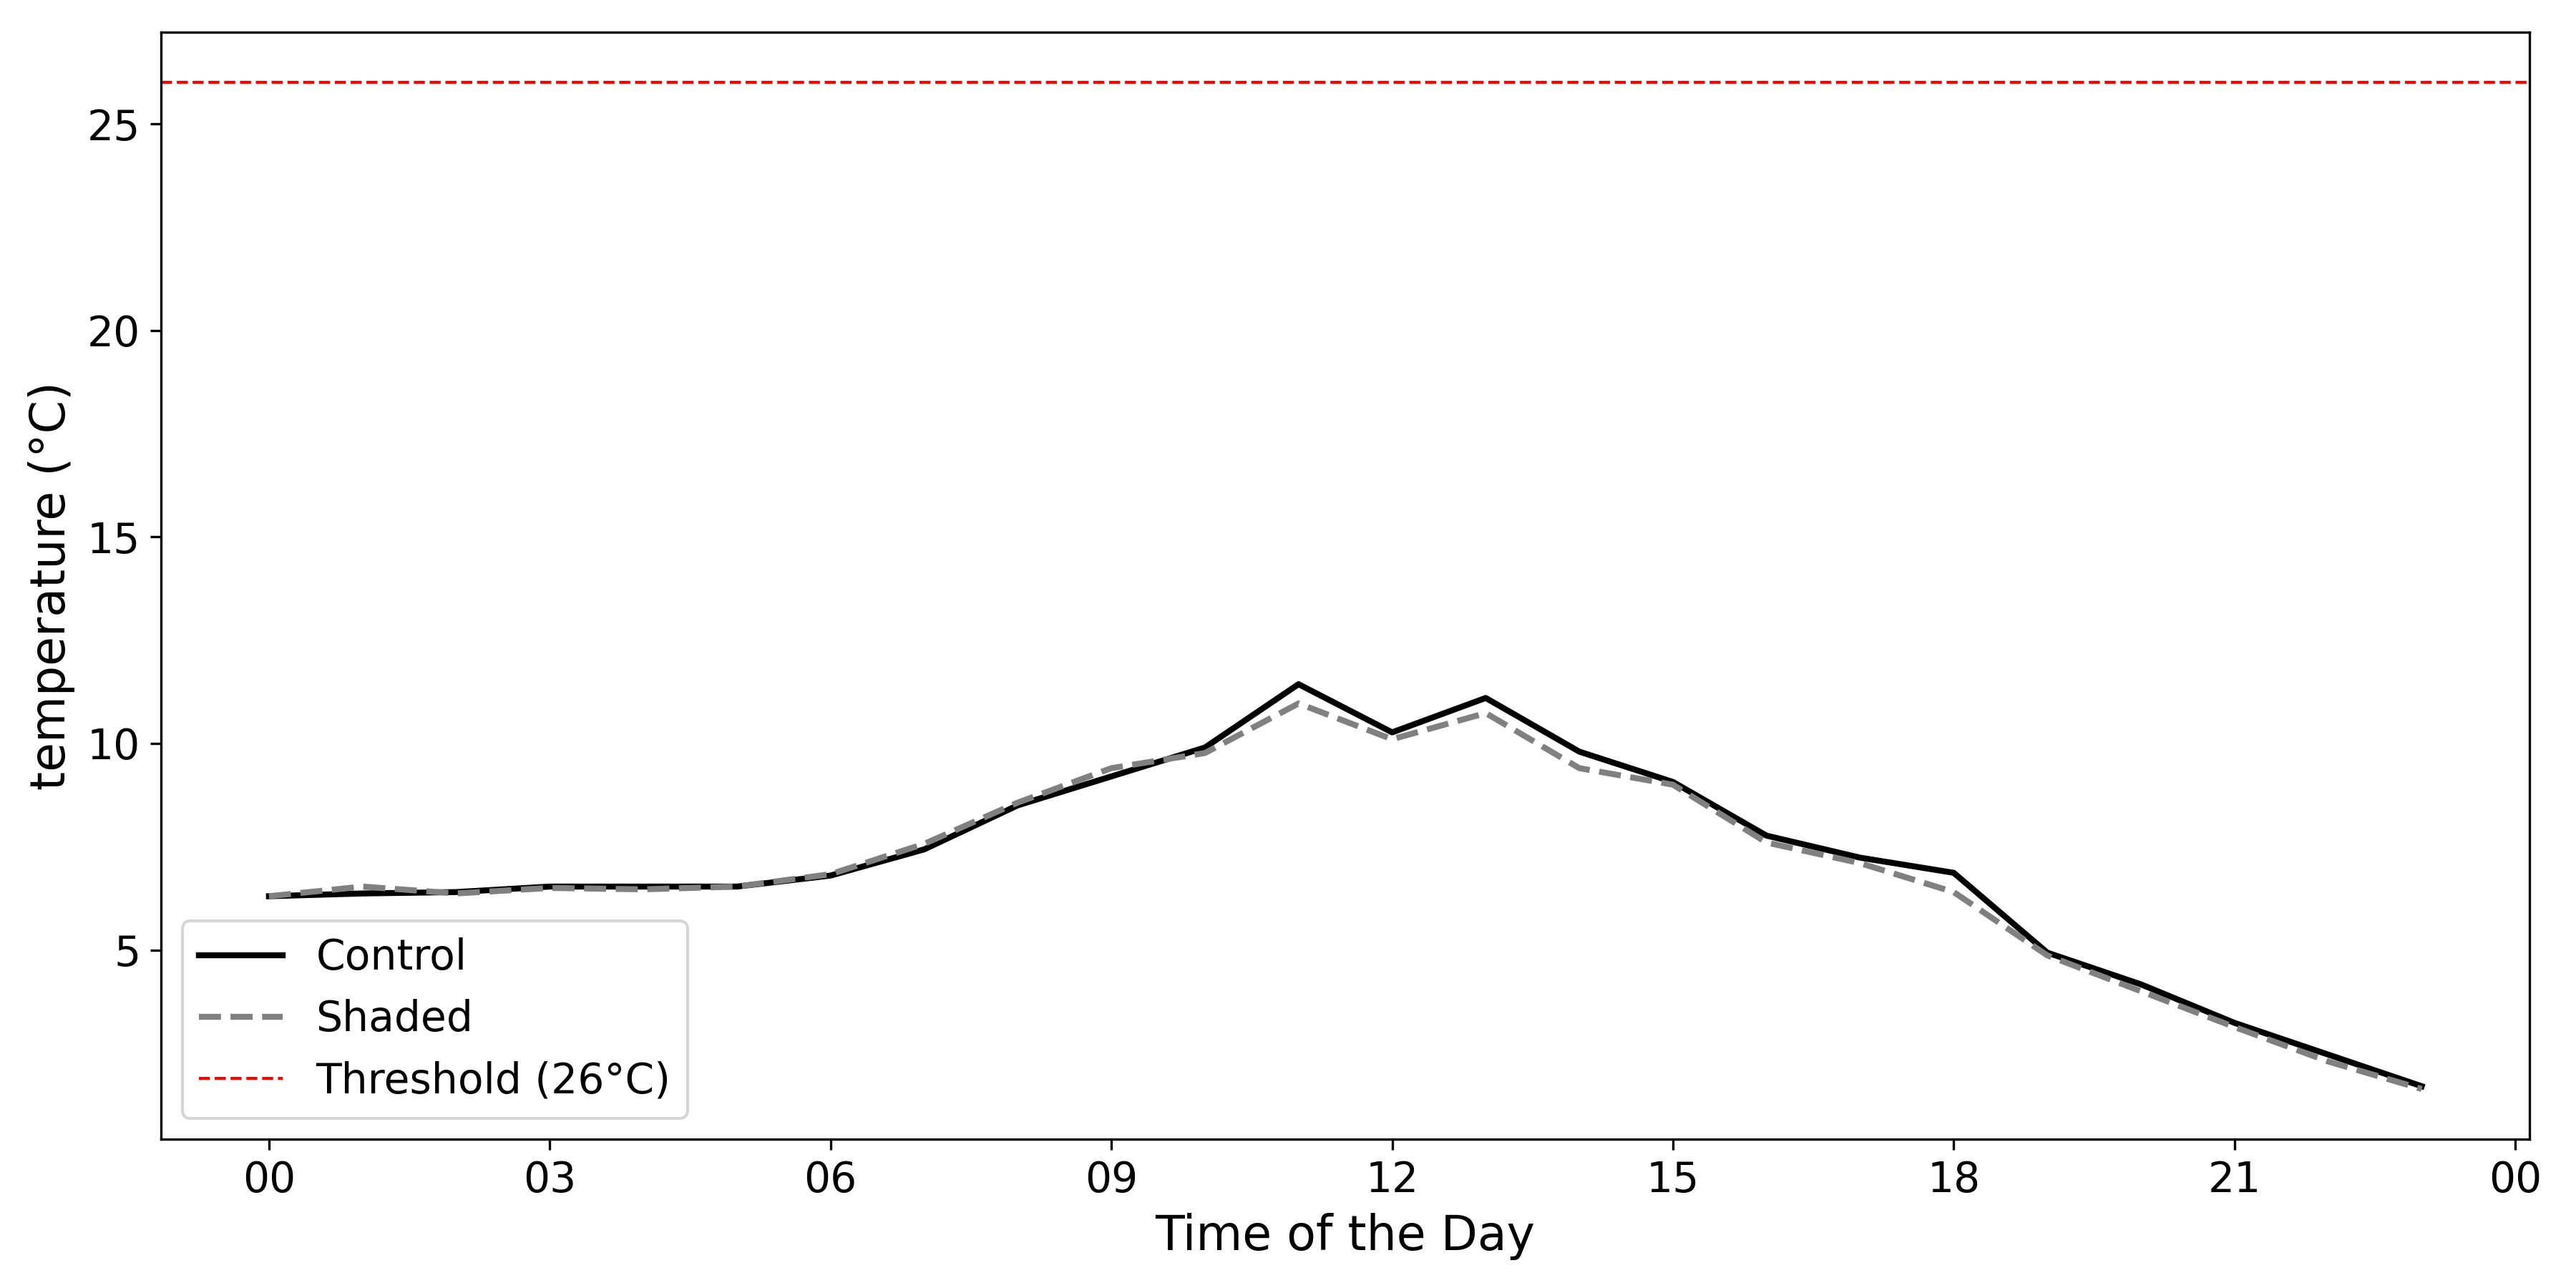 25
20
15
10
5
temperature (°C)
Control
Shaded
Threshold (26°C)
00 03 06 09 12 15 18 21 00
Time of the Day